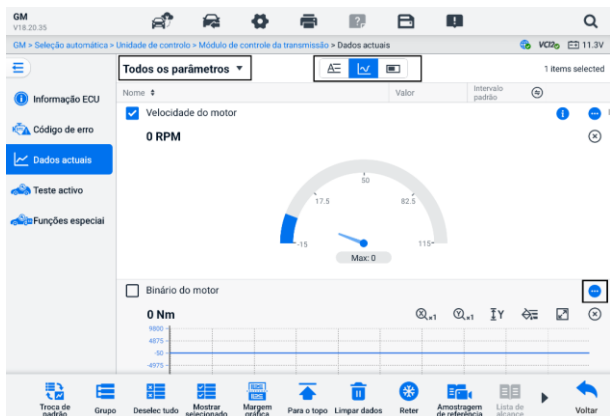 GM
V18.20.35
GM > Seleção automática > Unidade de controlo > Módulo de controle da transmissão > Dados actuais
VCI 11.3V
Todos os parâmetros
1 items selected
Nome Valor Intervalo padrão
Informação ECU
Código de erro
Dados actuais
Teste activo
Funções especiai
Velocidade do motor
0 RPM
-15 17.5 50 82.5 115
Max: 0
Binário do motor
0 Nm
X x1 Y x1 Y
9800
4875
-50
-4975
Troca de padrão
Grupo
Deselec tudo
Mostrar selecionado
Margem gráfica
Para o topo
Limpar dados
Reter
Amostragem de referência
Lista de alcance
Voltar